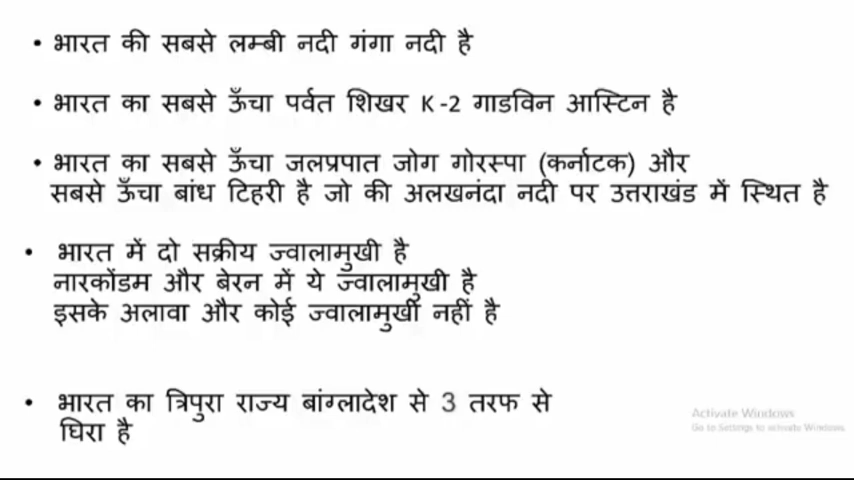 • भारत की सबसे लम्बी नदी गंगा नदी है
• भारत का सबसे ऊँचा पर्वत शिखर K-2 गाडविन आस्टिन है
• भारत का सबसे ऊँचा जलप्रपात जोग गोरस्पा (कर्नाटक) और
सबसे ऊँचा बांध टिहरी है जो की अलखनंदा नदी पर उत्तराखंड में स्थित है
• भारत में दो सक्रीय ज्वालामुखी है
नारकोंडम और बेरन में ये ज्वालामुखी है
इसके अलावा और कोई ज्वालामुखी नहीं है
• भारत का त्रिपुरा राज्य बांग्लादेश से 3 तरफ से
घिरा है
Activate Windows
Go to Settings to activate Windows.